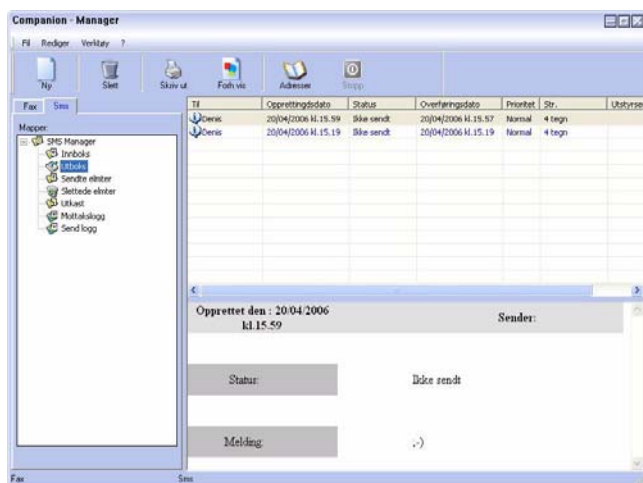 Companion - Manager
Fil Rediger Verktøy ?
Ny Slett Skriv ut Forh vis Adresser Stopp
Fax Sms
Mapper
SMS Manager
Innboks
Utboks
Sendte elmter
Slettede elmter
Utkast
Mottakslogg
Send logg
Til Opprettingsdato Status Overføringsdato Prioritet Str. Utstyrse
Denis 20/04/2006 kl.15.59 Ikke sendt 20/04/2006 kl.15.57 Normal 4 tegn
Denis 20/04/2006 kl.15.19 Ikke sendt 20/04/2006 kl.15.19 Normal 4 tegn
Opprettet den : 20/04/2006
kl.15.59
Sender:
Status: Ikke sendt
Melding: ;-)
Fax Sms